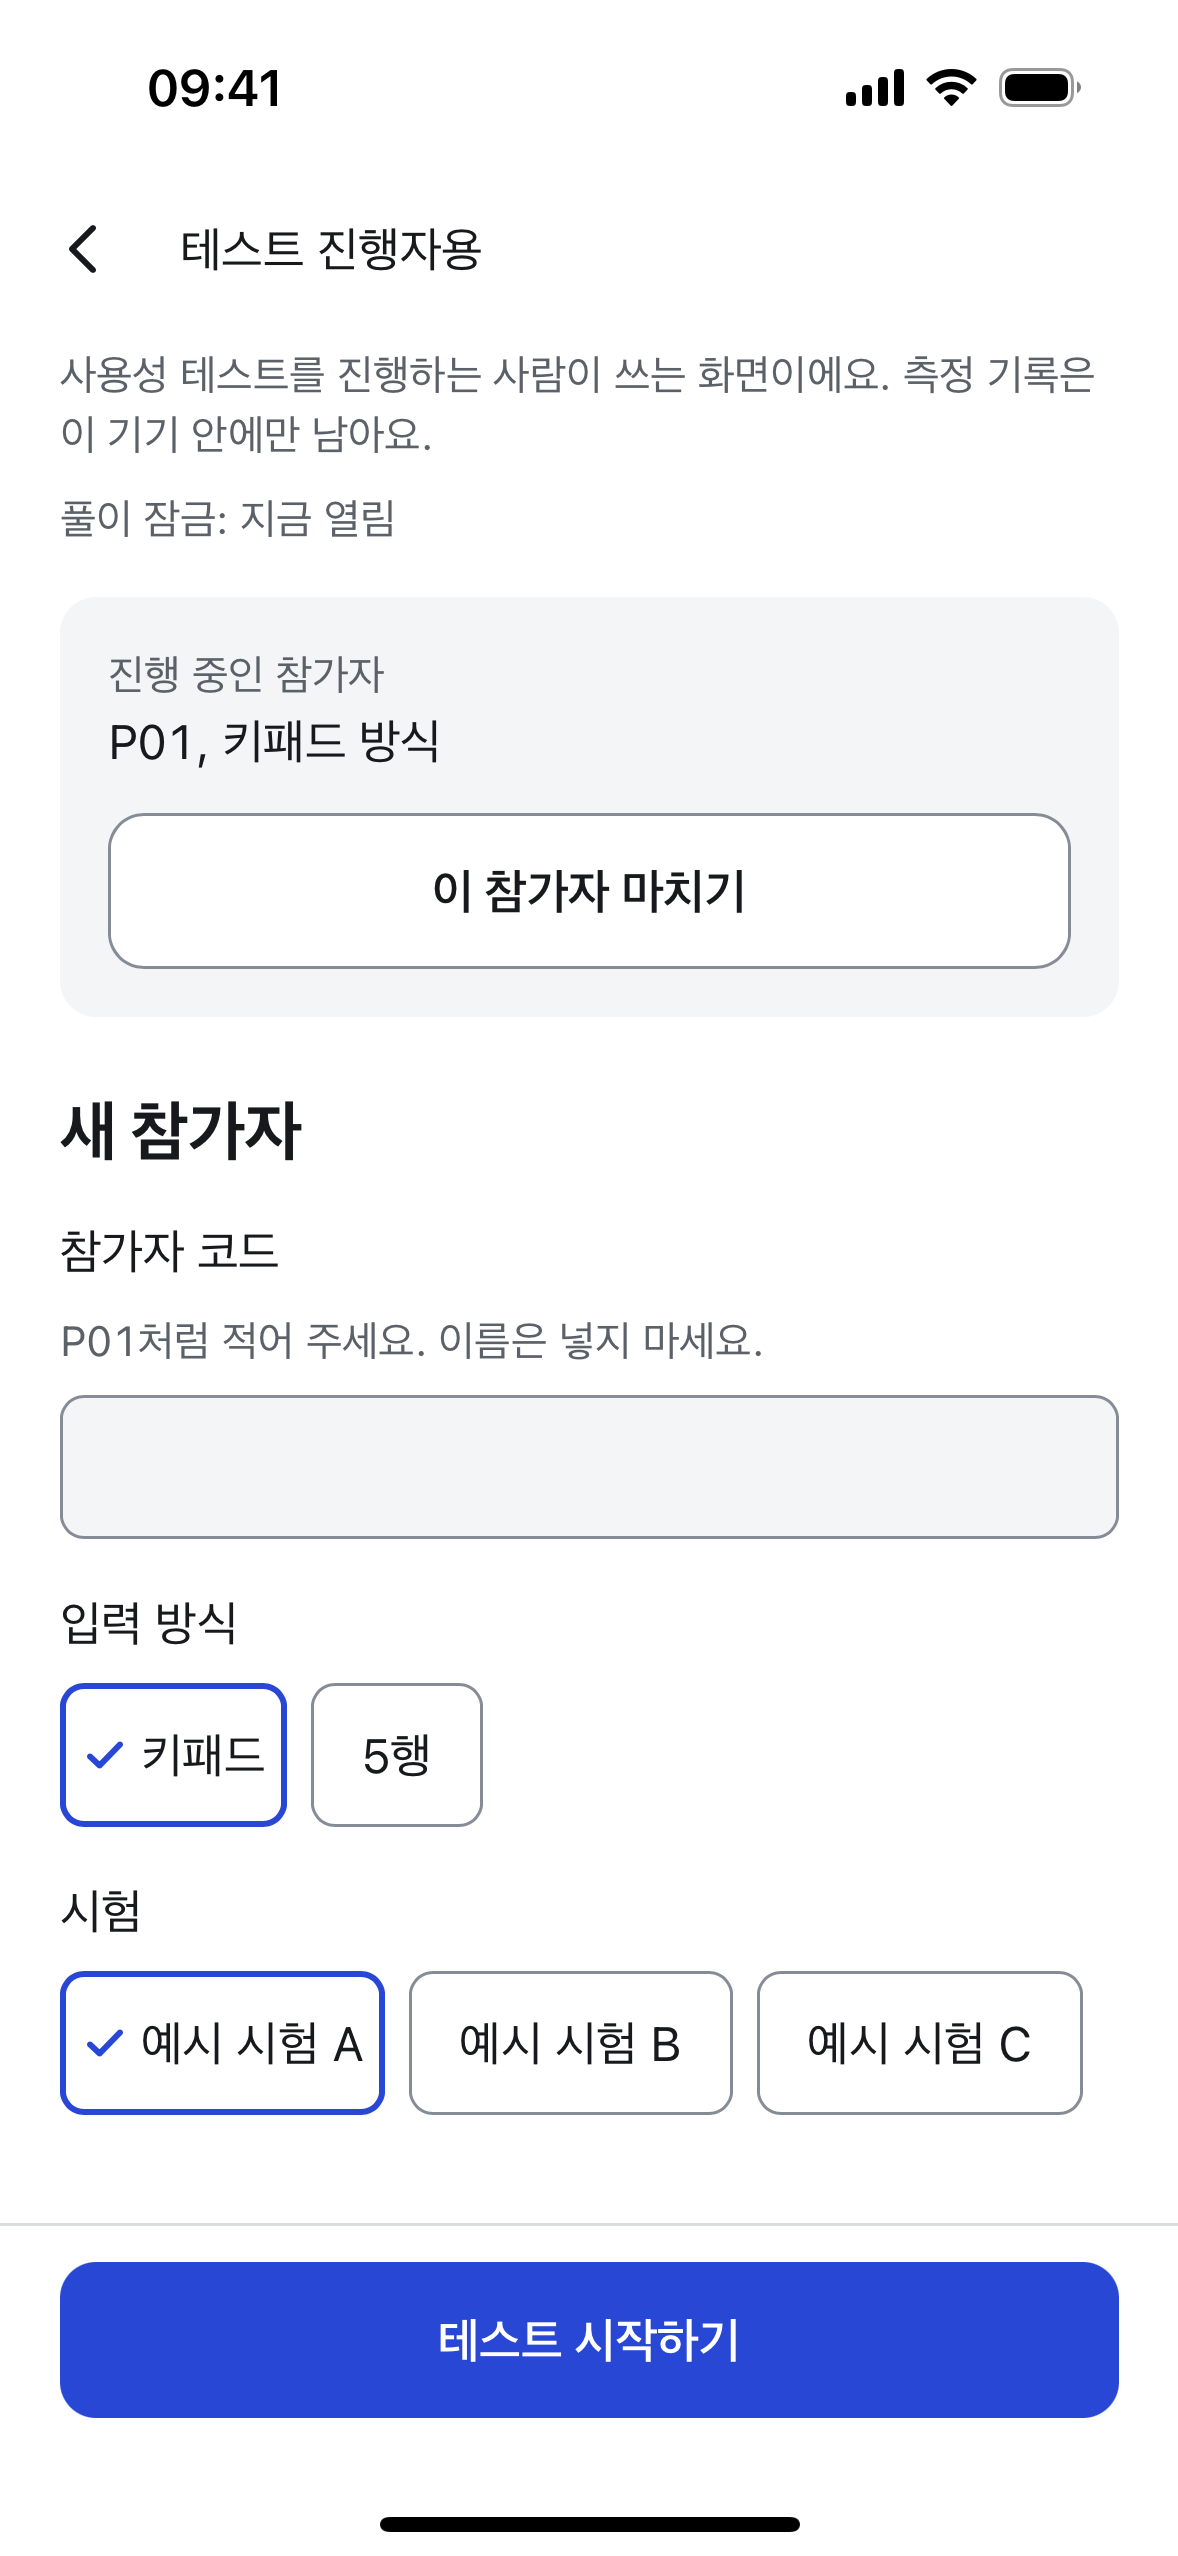 09:41
테스트 진행자용
사용성 테스트를 진행하는 사람이 쓰는 화면이에요. 측정 기록은
이 기기 안에만 남아요.
풀이 잠금: 지금 열림
진행 중인 참가자
P01, 키패드 방식
이 참가자 마치기
새 참가자
참가자 코드
P01처럼 적어 주세요. 이름은 넣지 마세요.
입력 방식
키패드
5행
시험
예시 시험 A
예시 시험 B
예시 시험 C
테스트 시작하기